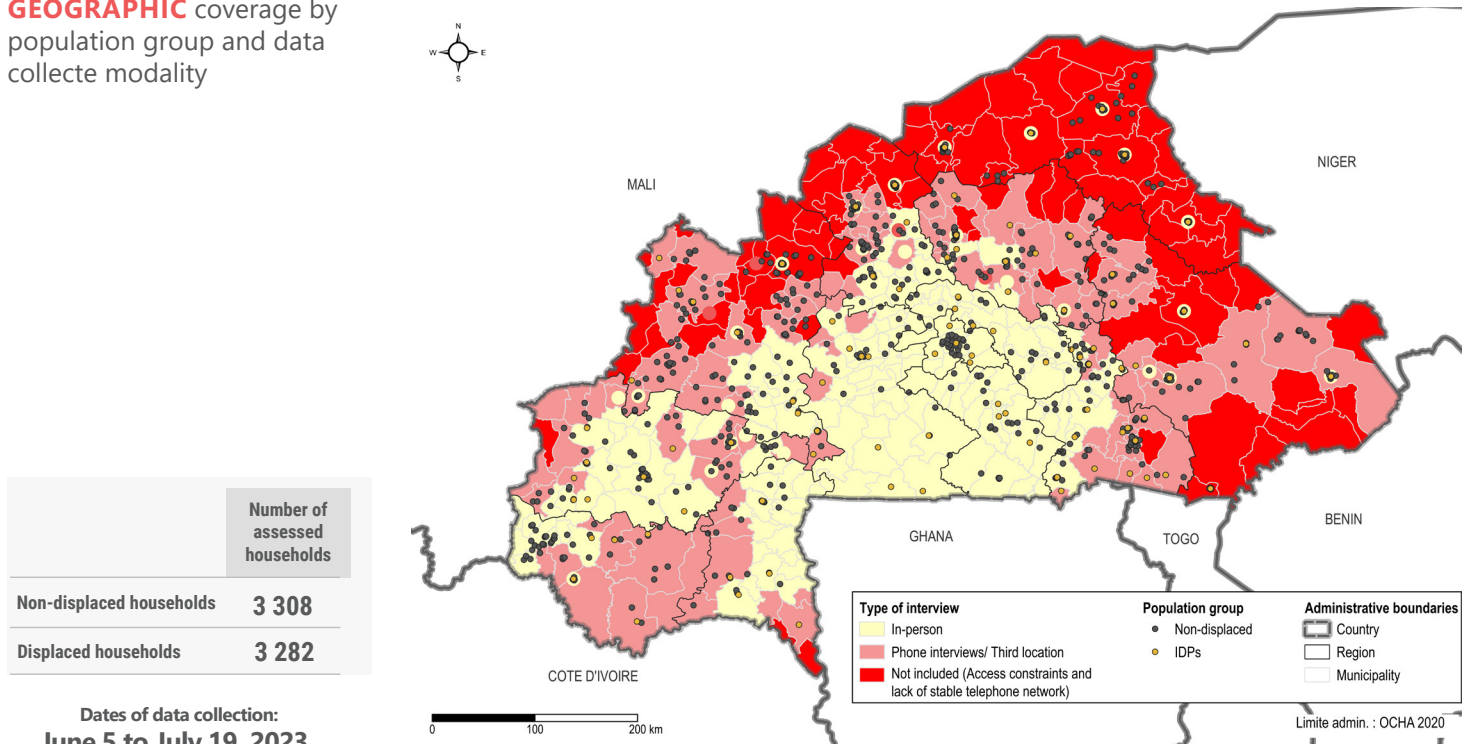 GEOGRAPHIC coverage by
population group and data
collecte modality
N
W E
S
MALI
NIGER
GHANA
TOGO
BENIN
COTE D'IVOIRE
Number of
assessed
households
Non-displaced households 3 308
Displaced households 3 282
Dates of data collection:
June 5 to July 19, 2023
Type of interview
In-person
Phone interviews/ Third location
Not included (Access constraints and
lack of stable telephone network)
Population group
Non-displaced
IDPs
Administrative boundaries
Country
Region
Municipality
0 100 200 km
Limite admin. : OCHA 2020